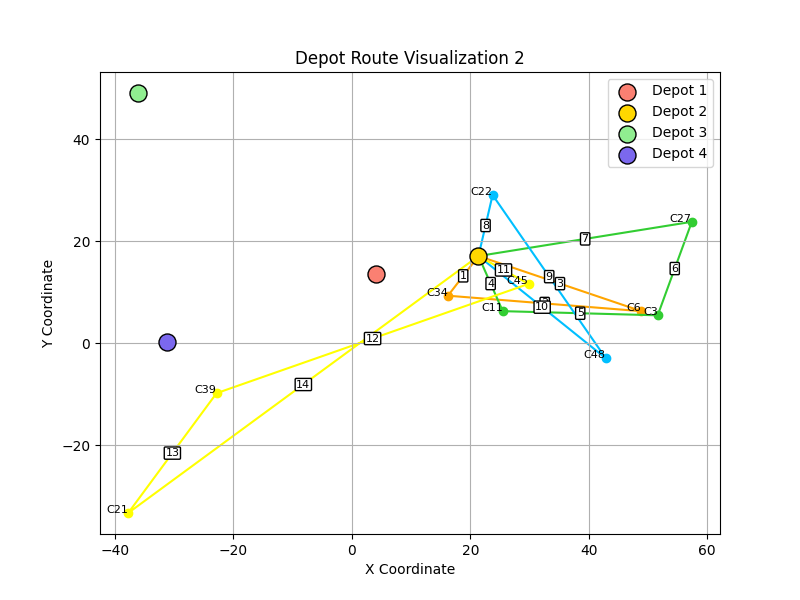 Depot Route Visualization 2
Depot 1
Depot 2
Depot 3
Depot 4
Y Coordinate
40
20
0
−20
−40
−20
0
20
40
60
X Coordinate
C22
C27
C34
C45
C11
C6
C3
C48
C39
C21
8
7
11
1
4
9
3
6
10
5
12
14
13